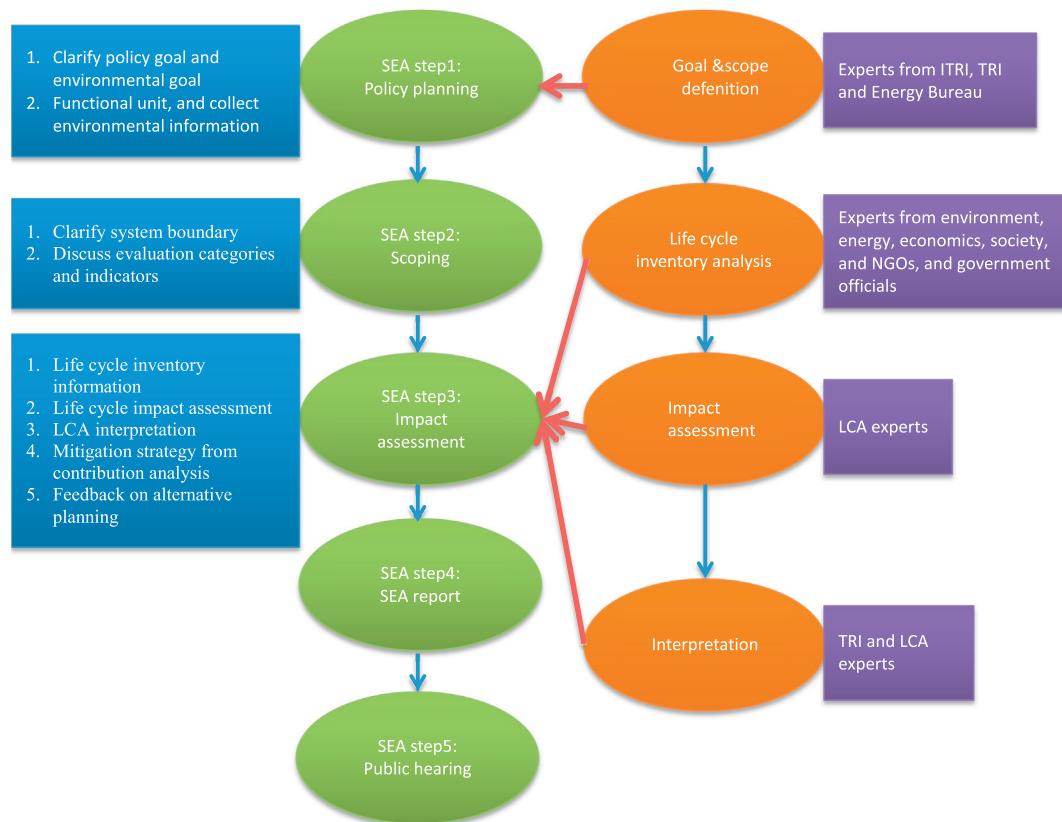 1. Clarify policy goal and
environmental goal
2. Functional unit, and collect
environmental information
SEA step1:
Policy planning
Goal &scope
defenition
Experts from ITRI, TRI
and Energy Bureau
1. Clarify system boundary
2. Discuss evaluation categories
and indicators
SEA step2:
Scoping
Life cycle
inventory analysis
Experts from environment,
energy, economics, society,
and NGOs, and government
officials
1. Life cycle inventory
information
2. Life cycle impact assessment
3. LCA interpretation
4. Mitigation strategy from
contribution analysis
5. Feedback on alternative
planning
SEA step3:
Impact
assessment
Impact
assessment
LCA experts
SEA step4:
SEA report
Interpretation
TRI and LCA
experts
SEA step5:
Public hearing